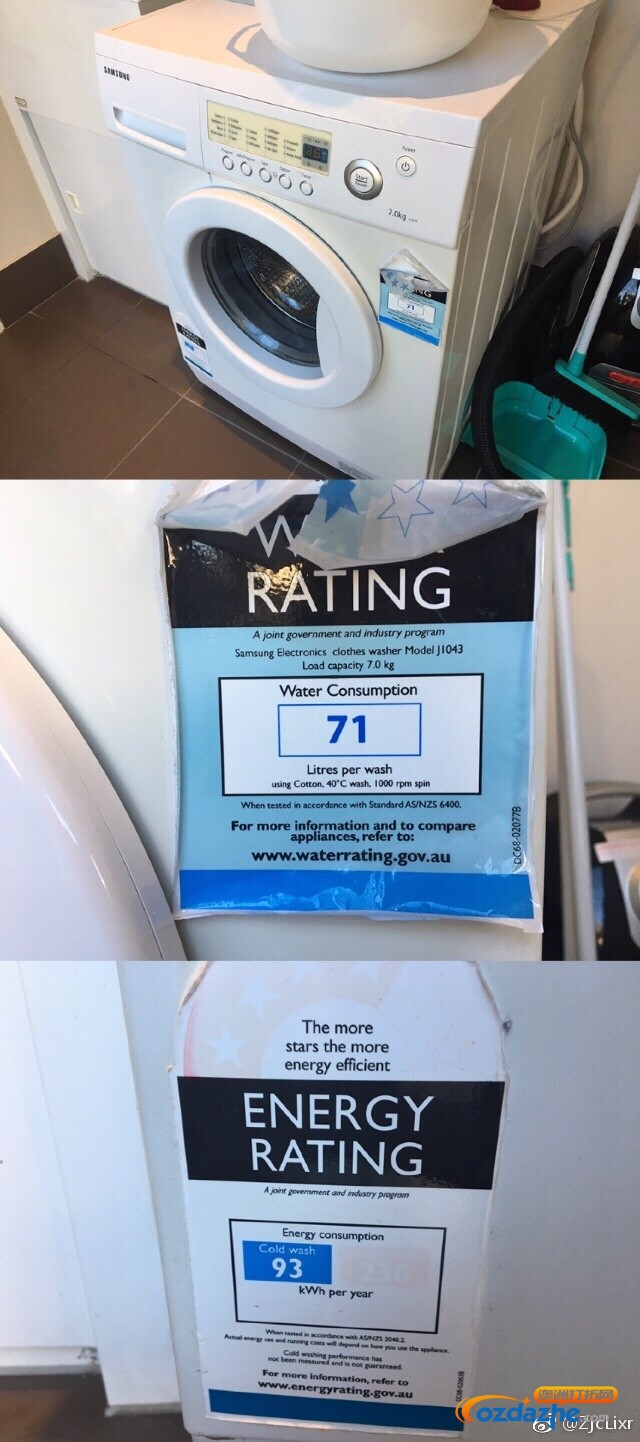 SAMSUNG
Power
Start
7.0kg
RATING
71
W
RATING
A joint government and industry program
Samsung Electronics clothes washer Model J1043
Load capacity 7.0 kg
Water Consumption
71
Litres per wash
using Cotton, 40°C wash, 1000 rpm spin
When tested in accordance with Standard AS/NZS 6400.
For more information and to compare
appliances, refer to:
www.waterrating.gov.au
DC68-02077B
The more
stars the more
energy efficient
ENERGY
RATING
A joint government and industry program
Energy consumption
Cold wash
93
230
kWh per year
When tested in accordance with AS/NZS 2040.2.
Actual energy use and running costs will depend on how you use the appliance.
Cold washing performance has
not been measured and is not guaranteed.
For more information, refer to
www.energyrating.gov.au
澳洲打折网
ozdazhe.com
@ZjcLixr